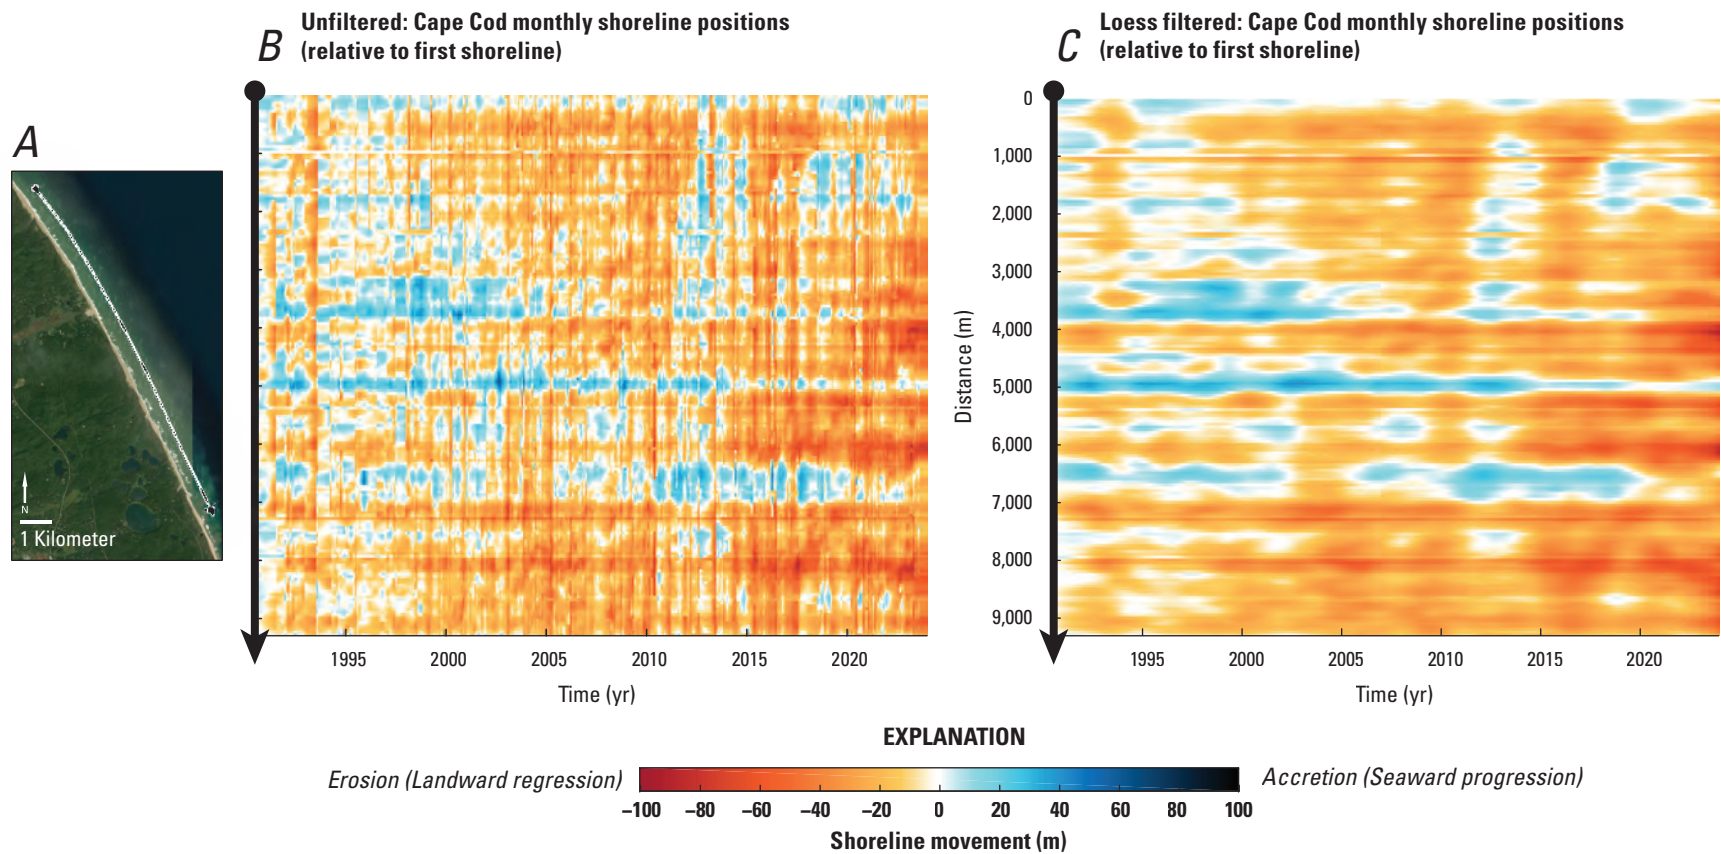 A
N
1 Kilometer
B
Unfiltered: Cape Cod monthly shoreline positions
(relative to first shoreline)
1995
2000
2005
2010
2015
2020
Time (yr)
C
Loess filtered: Cape Cod monthly shoreline positions
(relative to first shoreline)
0
1,000
2,000
3,000
4,000
5,000
6,000
7,000
8,000
9,000
Distance (m)
1995
2000
2005
2010
2015
2020
Time (yr)
EXPLANATION
Erosion (Landward regression)
Accretion (Seaward progression)
−100 −80 −60 −40 −20 0 20 40 60 80 100
Shoreline movement (m)